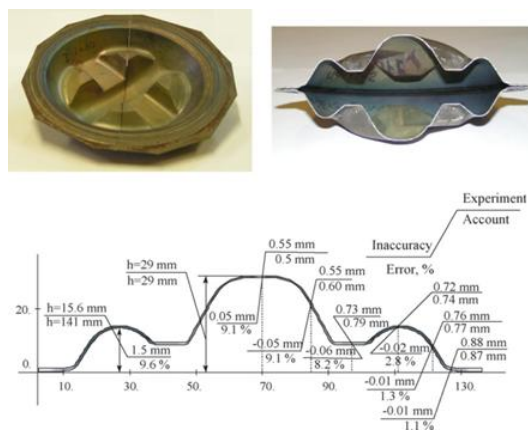 Experiment
Account
Inaccuracy
Error, %
h=29 mm
h=29 mm
0.55 mm
0.5 mm
0.55 mm
0.60 mm
0.72 mm
0.74 mm
h=15.6 mm
h=141 mm
0.05 mm
9.1 %
0.73 mm
0.79 mm
0.76 mm
0.77 mm
1.5 mm
9.6 %
-0.05 mm
9.1 %
-0.06 mm
8.2 %
-0.02 mm
2.8 %
0.88 mm
0.87 mm
-0.01 mm
1.3 %
-0.01 mm
1.1 %
20.
0.
10. 30. 50. 70. 90. 110. 130.